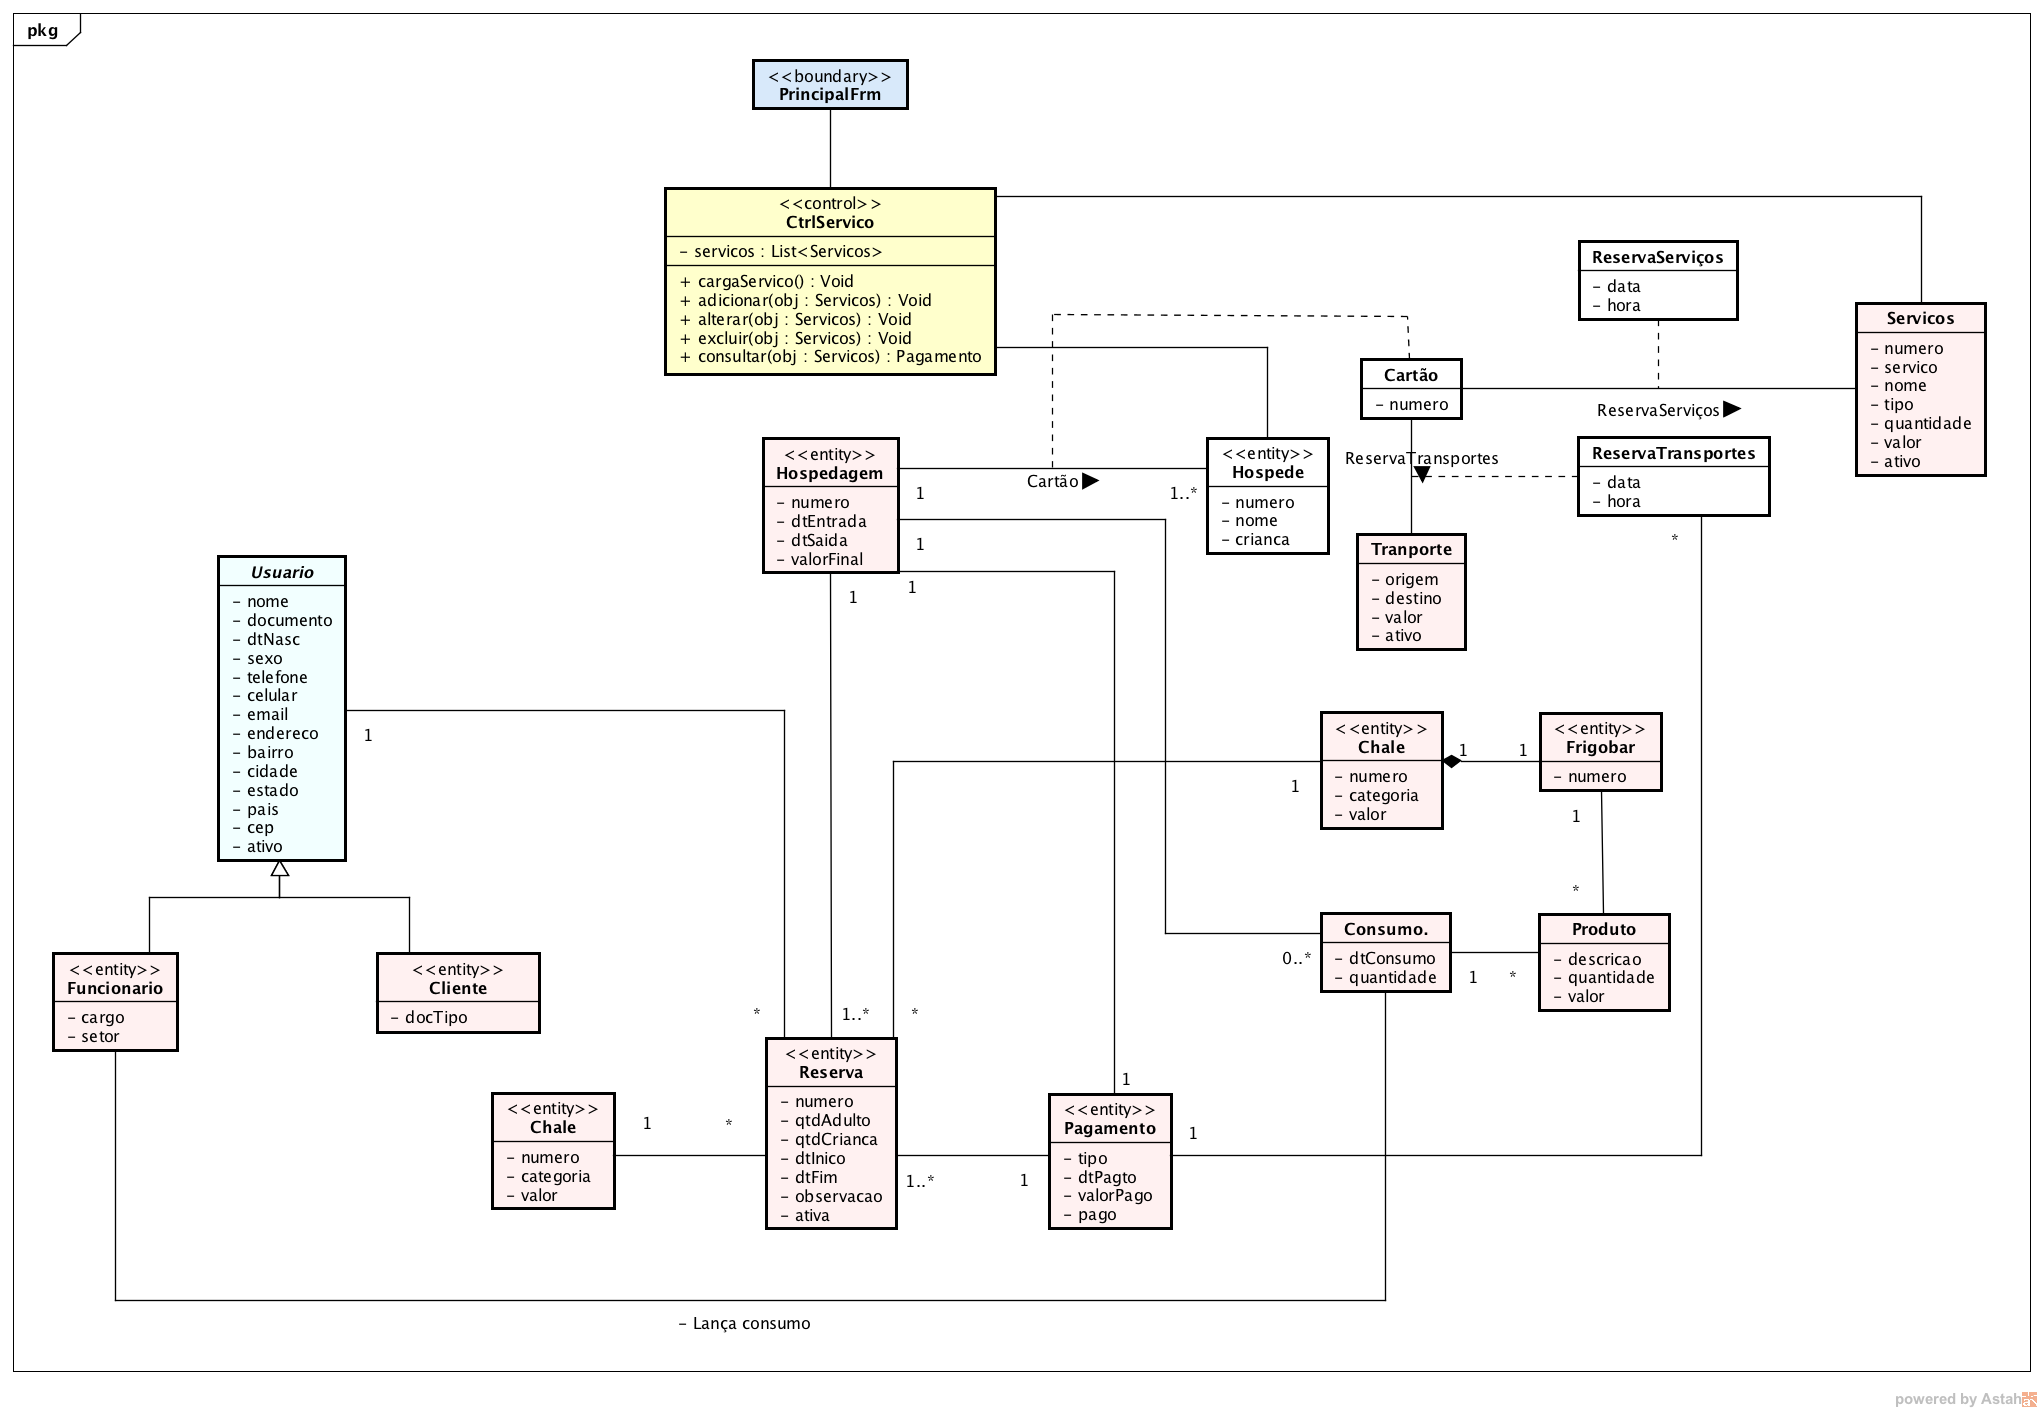 pkg
<<boundary>>
PrincipalFrm
<<control>>
CtrlServico
- servicos : List<Servicos>
+ cargaServico() : Void
+ adicionar(obj : Servicos) : Void
+ alterar(obj : Servicos) : Void
+ excluir(obj : Servicos) : Void
+ consultar(obj : Servicos) : Pagamento
ReservaServiços
- data
- hora
Servicos
- numero
- servico
- nome
- tipo
- quantidade
- valor
- ativo
Cartão
- numero
ReservaServiços
<<entity>>
Hospedagem
- numero
- dtEntrada
- dtSaida
- valorFinal
Cartão
1
1..*
1
1
1
<<entity>>
Hospede
- numero
- nome
- crianca
ReservaTransportes
ReservaTransportes
- data
- hora
*
Tranporte
- origem
- destino
- valor
- ativo
Usuario
- nome
- documento
- dtNasc
- sexo
- telefone
- celular
- email
- endereco
- bairro
- cidade
- estado
- pais
- cep
- ativo
1
<<entity>>
Chale
- numero
- categoria
- valor
1
1
1
<<entity>>
Frigobar
- numero
1
*
Consumo.
- dtConsumo
- quantidade
0..*
1
*
Produto
- descricao
- quantidade
- valor
<<entity>>
Funcionario
- cargo
- setor
<<entity>>
Cliente
- docTipo
*
1..*
*
<<entity>>
Reserva
- numero
- qtdAdulto
- qtdCrianca
- dtInico
- dtFim
- observacao
- ativa
<<entity>>
Chale
- numero
- categoria
- valor
1
*
1..*
1
1
<<entity>>
Pagamento
- tipo
- dtPagto
- valorPago
- pago
1
- Lança consumo
powered by Astah